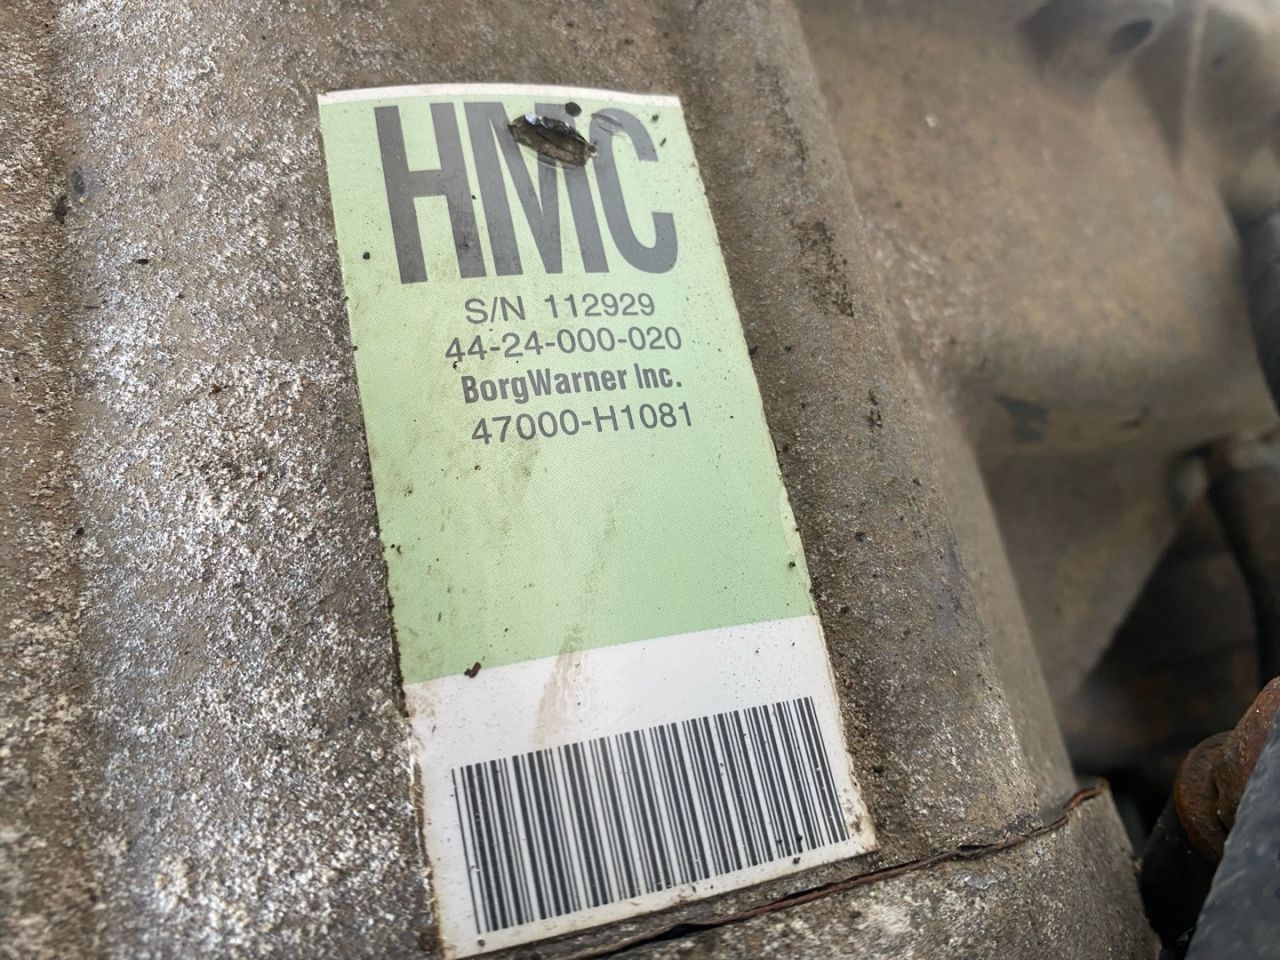 HMC
S/N 112929
44-24-000-020
BorgWarner Inc.
47000-H1081